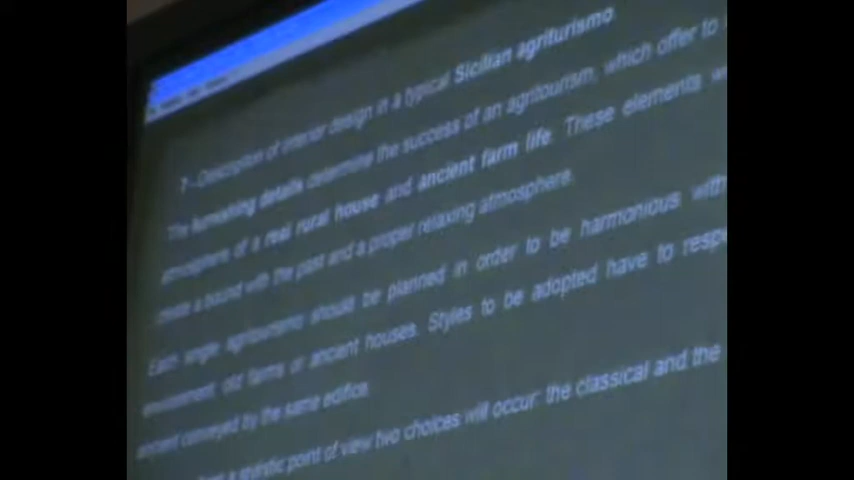 7 - Description of interior design in a typical Sicilian agriturismo
The furnishing details determine the success of an agritourism, which offer to
atmosphere of a real rural house and ancient farm life. These elements
create a bound with the past and a proper relaxing atmosphere.
Each single agritourismo should be planned in order to be harmonious with
environment, old farms or ancient houses. Styles to be adopted have to
conveyed by the same edifice.
point of view two choices will occur: the classical and the